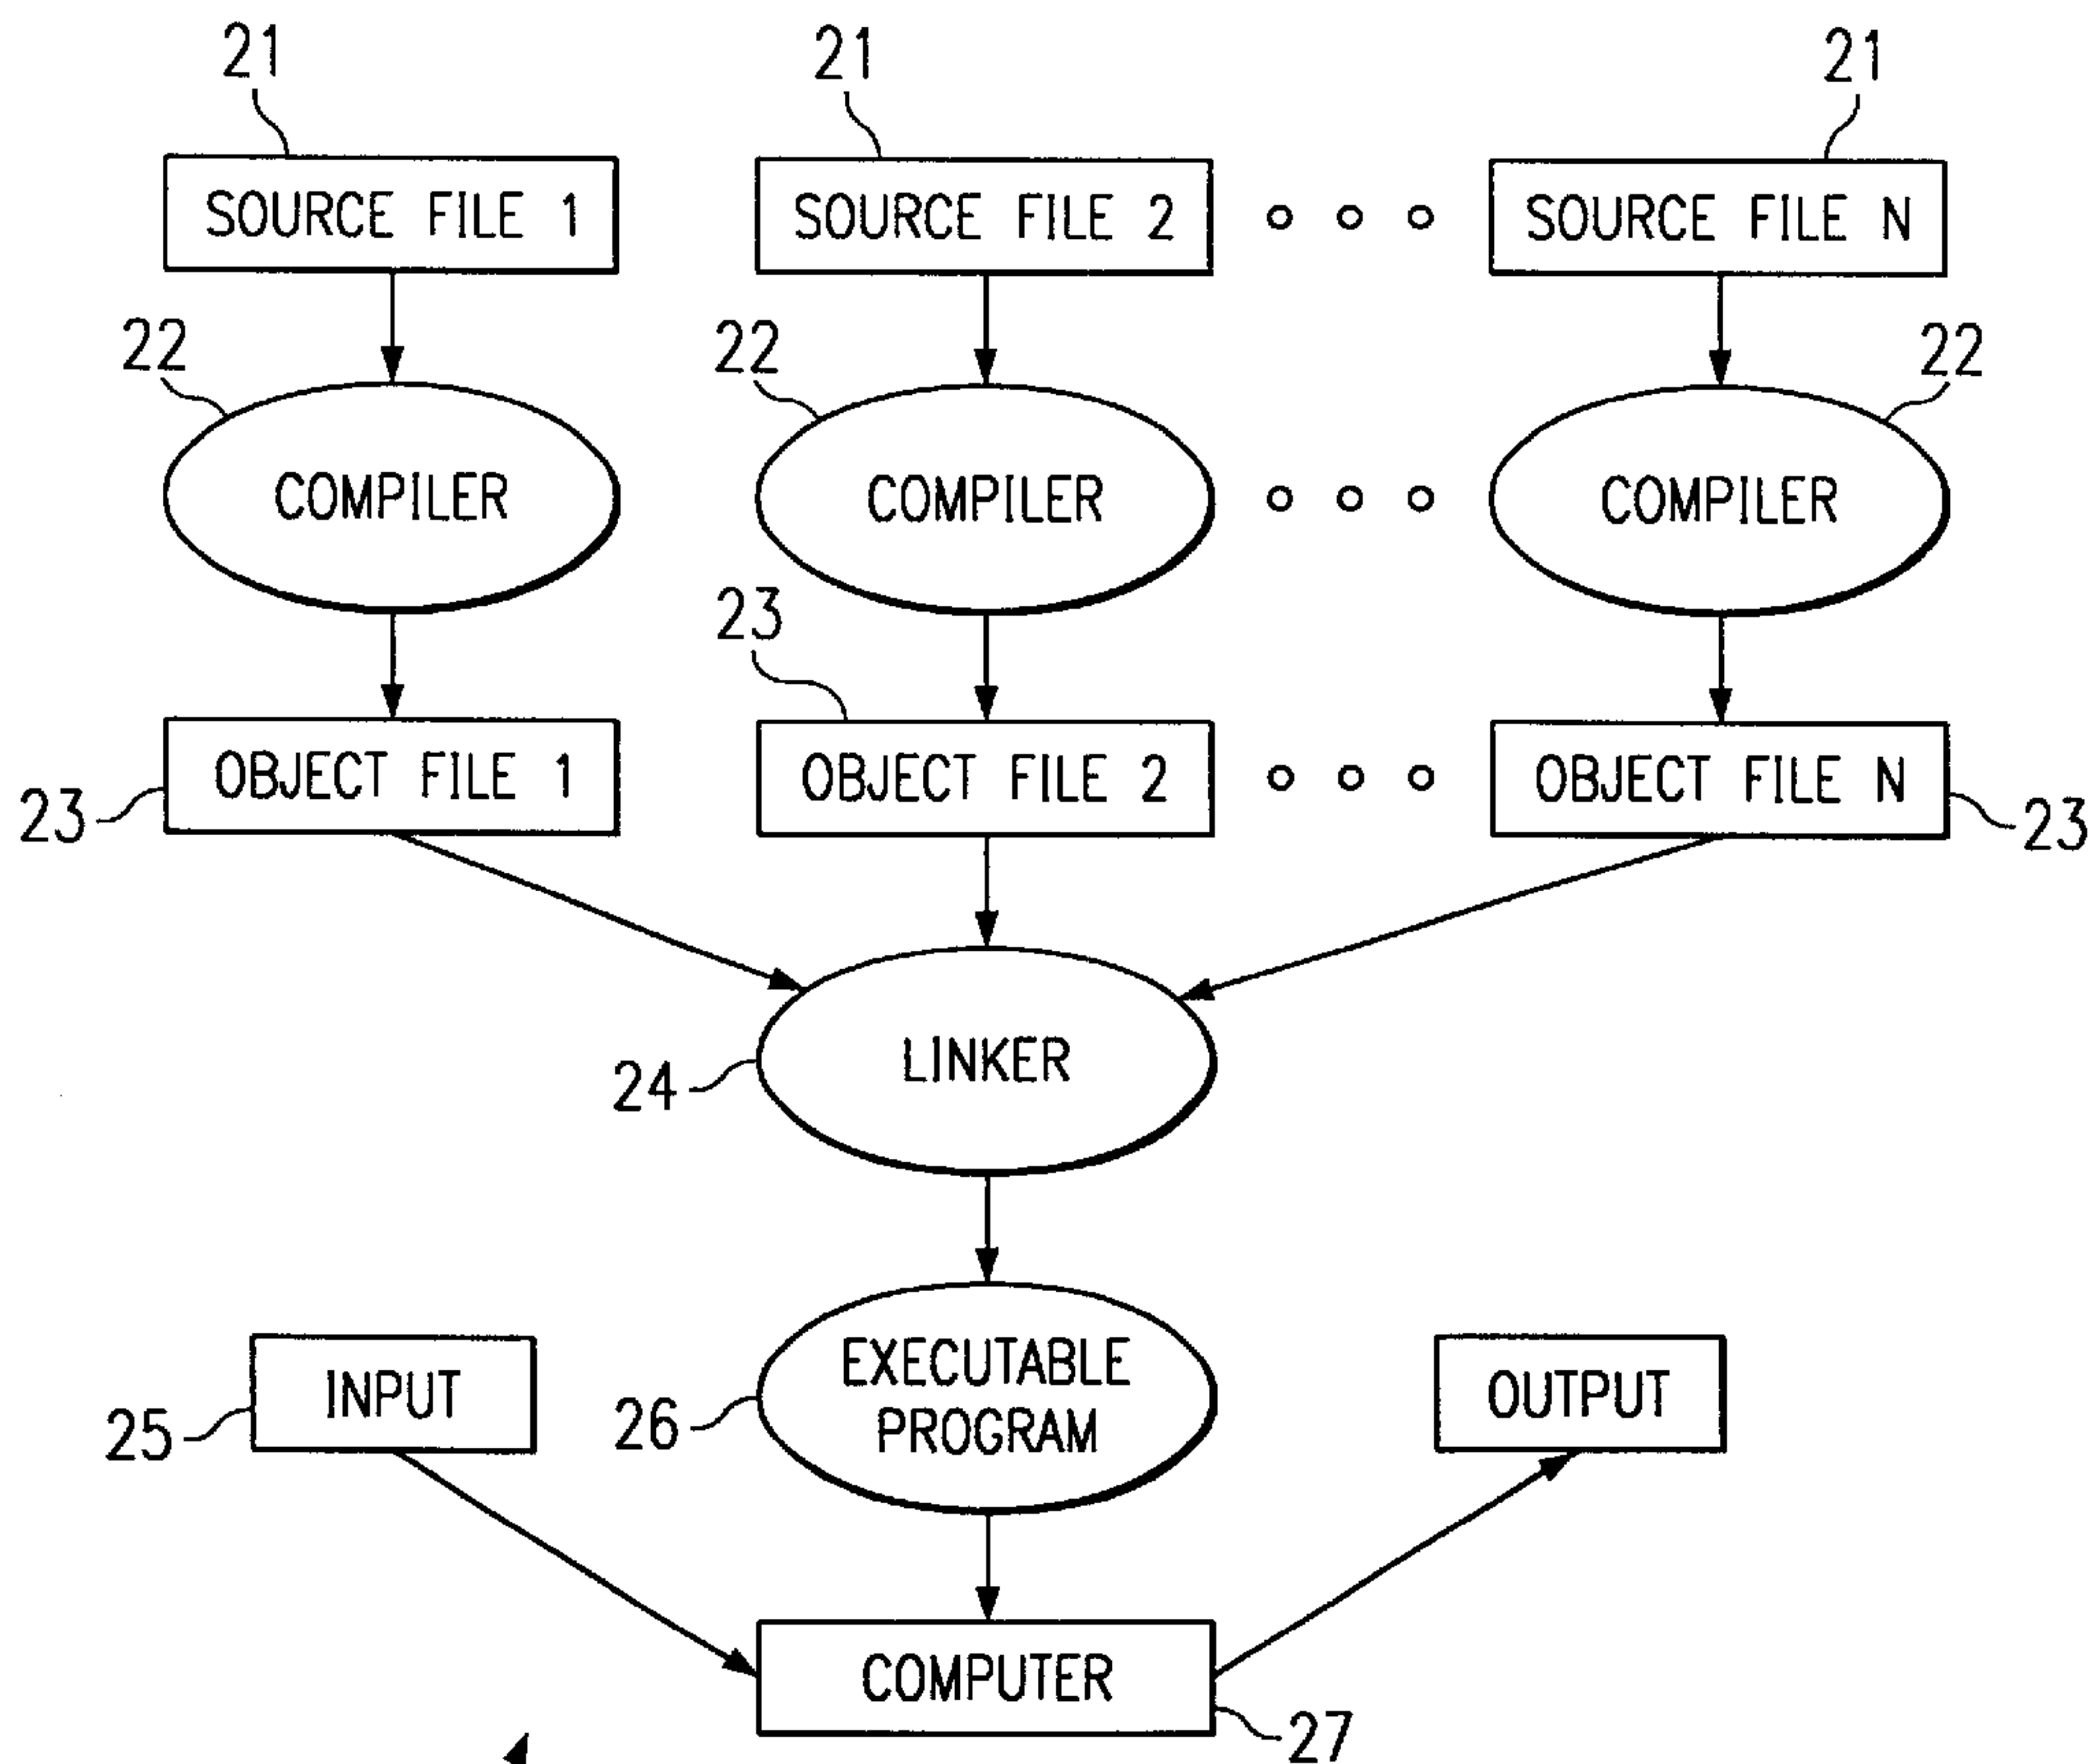 21
21
21
SOURCE FILE 1
SOURCE FILE 2
SOURCE FILE N
22
22
22
COMPILER
COMPILER
COMPILER
23
OBJECT FILE 1
OBJECT FILE 2
OBJECT FILE N
23
23
LINKER
24
INPUT
EXECUTABLE
PROGRAM
OUTPUT
25
26
COMPUTER
27